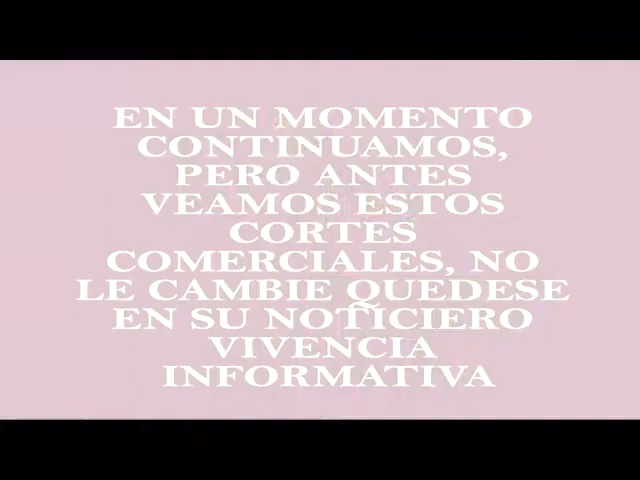 EN UN MOMENTO
CONTINUAMOS,
PERO ANTES
VEAMOS ESTOS
CORTES
COMERCIALES, NO
LE CAMBIE QUEDESE
EN SU NOTICIERO
VIVENCIA
INFORMATIVA